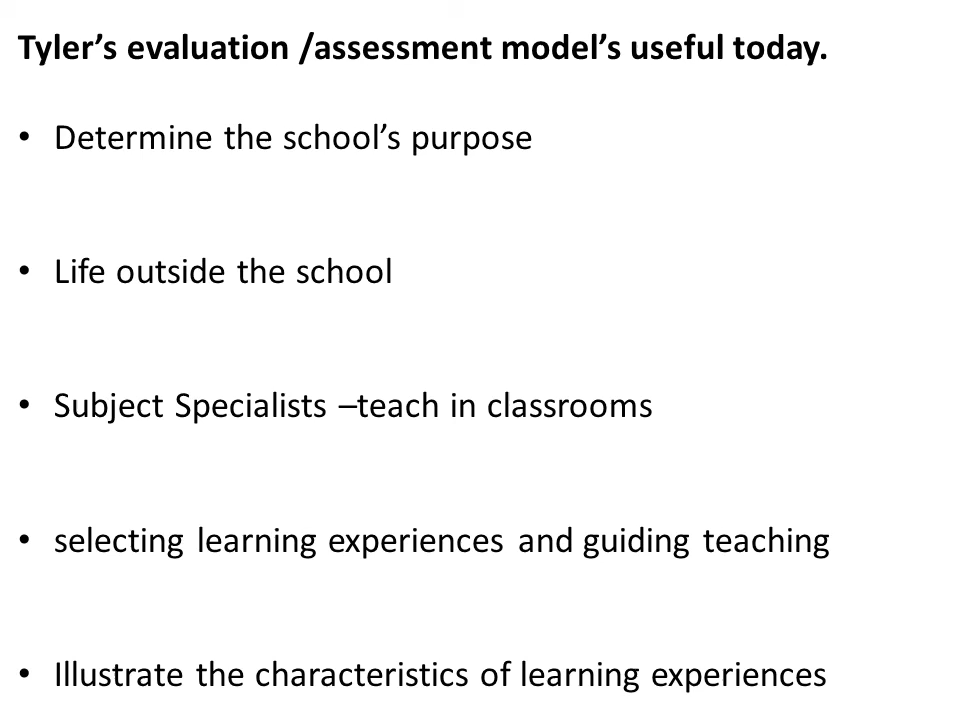 Tyler’s evaluation /assessment model’s useful today.
• Determine the school’s purpose
• Life outside the school
• Subject Specialists –teach in classrooms
• selecting learning experiences and guiding teaching
• Illustrate the characteristics of learning experiences